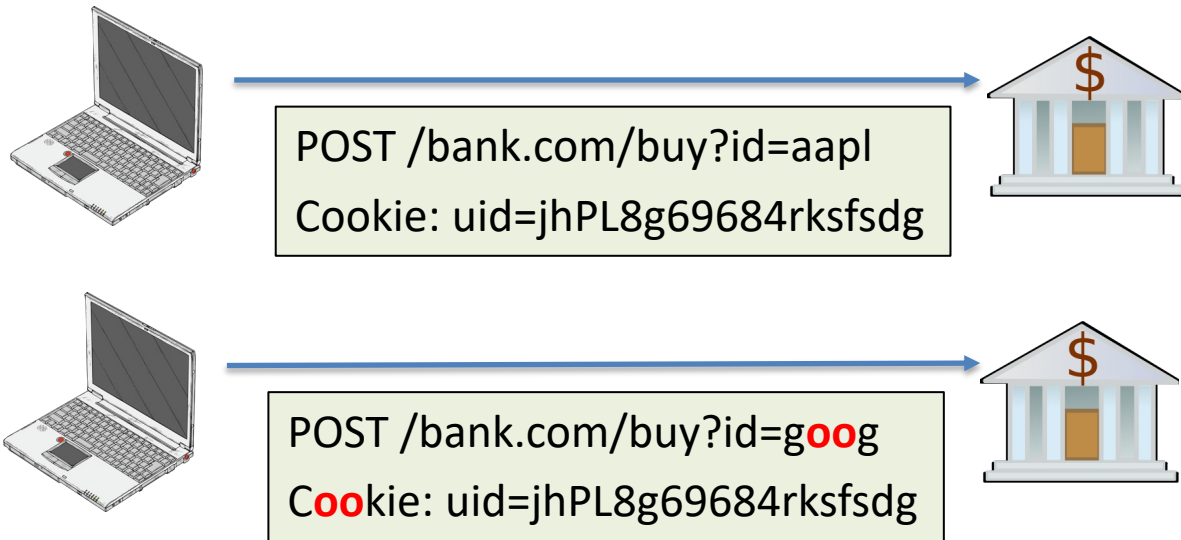 $
POST /bank.com/buy?id=aapl
Cookie: uid=jhPL8g69684rksfsdg
$
POST /bank.com/buy?id=goog
Cookie: uid=jhPL8g69684rksfsdg